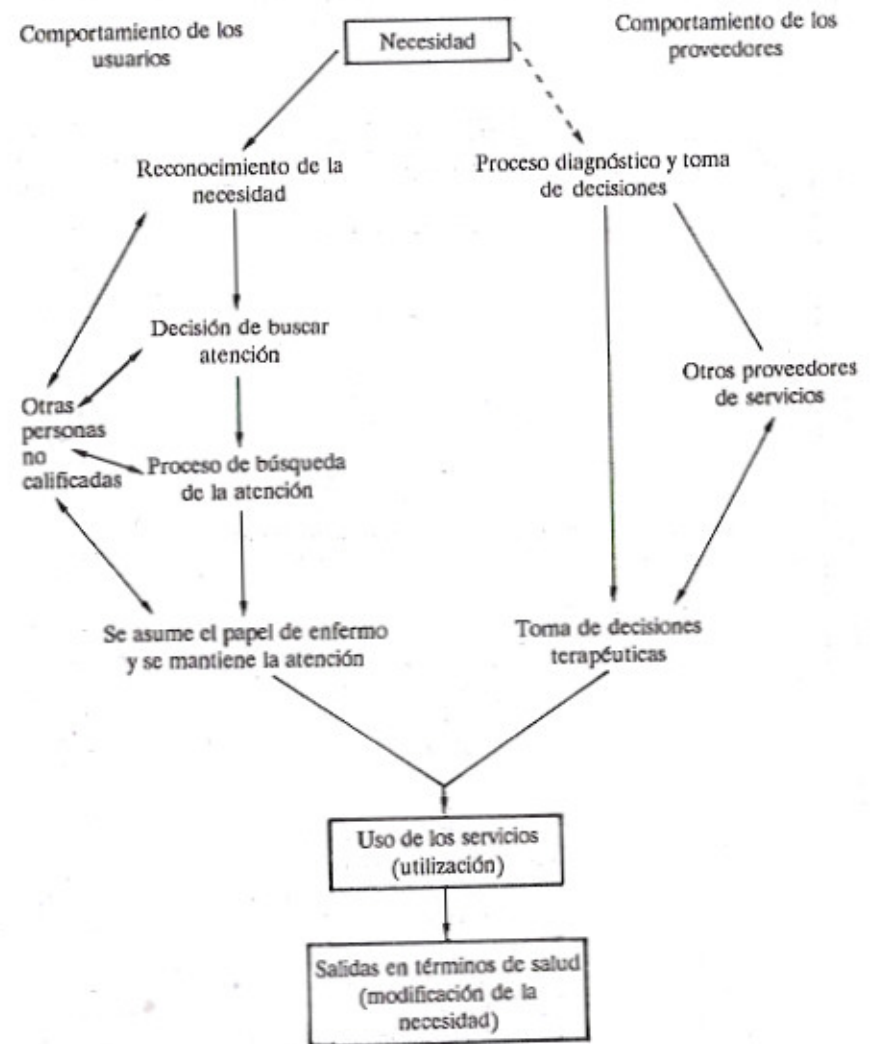 Comportamiento de los
usuarios
Necesidad
Comportamiento de los
proveedores
Reconocimiento de la
necesidad
Proceso diagnóstico y toma
de decisiones
Decisión de buscar
atención
Otros proveedores
de servicios
Otras
personas
no
calificadas
Proceso de búsqueda
de la atención
Se asume el papel de enfermo
y se mantiene la atención
Toma de decisiones
terapéuticas
Uso de los servicios
(utilización)
Salidas en términos de salud
(modificación de la
necesidad)